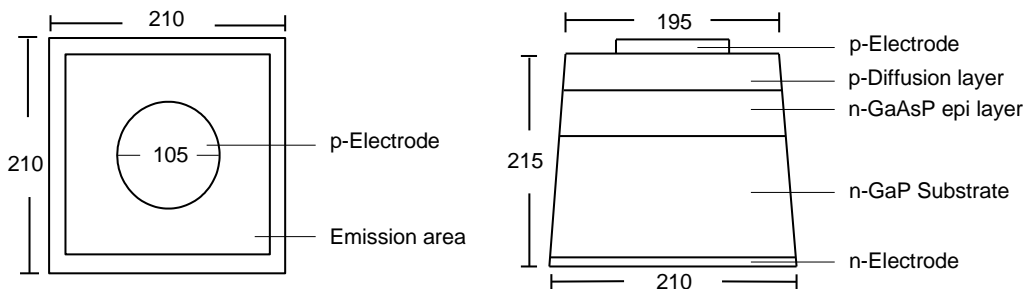 210
210
105
p-Electrode
Emission area
195
215
p-Electrode
p-Diffusion layer
n-GaAsP epi layer
n-GaP Substrate
n-Electrode
210